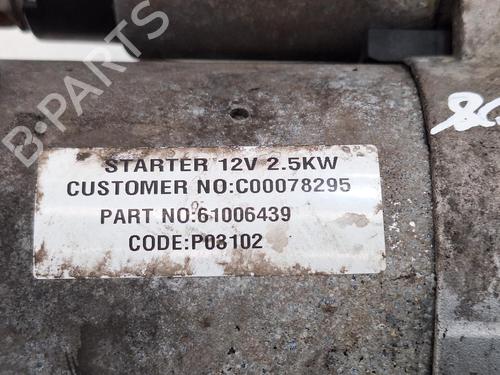 B-PARTS
STARTER 12V 2.5KW
CUSTOMER NO:C00078295
PART NO:61006439
CODE:P03102